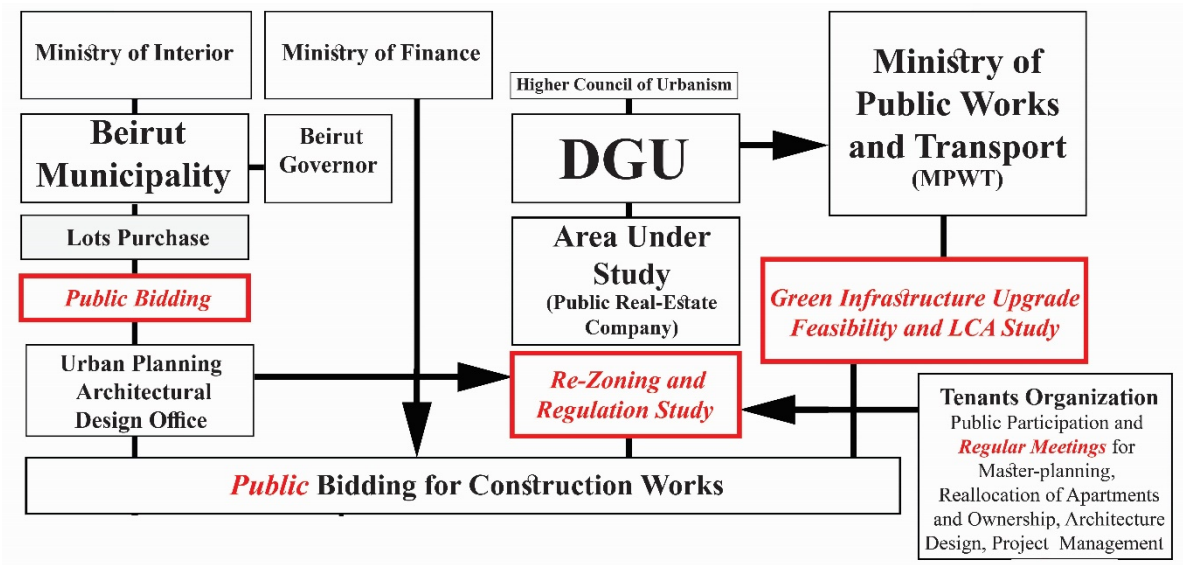 Ministry of Interior
Ministry of Finance
Higher Council of Urbanism
Ministry of
Public Works
and Transport
(MPWT)
Beirut
Municipality
Beirut
Governor
DGU
Lots Purchase
Area Under
Study
(Public Real-Estate
Company)
Public Bidding
Green Infrastructure Upgrade
Feasibility and LCA Study
Urban Planning
Architectural
Design Office
Re-Zoning and
Regulation Study
Tenants Organization
Public Participation and
Regular Meetings for
Master-planning,
Reallocation of Apartments
and Ownership, Architecture
Design, Project Management
Public Bidding for Construction Works